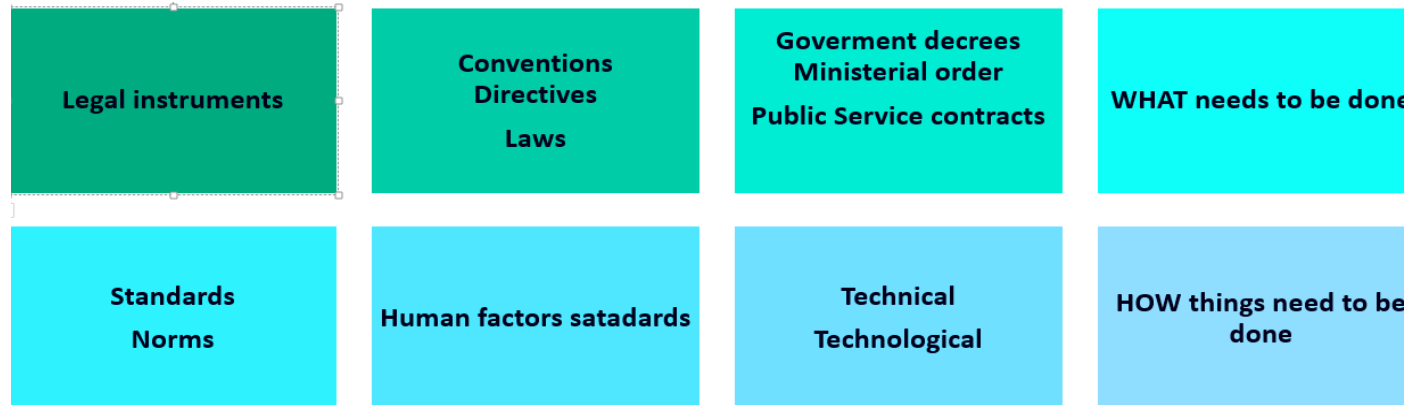 Legal instruments
Conventions
Directives
Laws
Goverment decrees
Ministerial order
Public Service contracts
WHAT needs to be done
Standards
Norms
Human factors satadards
Technical
Technological
HOW things need to be
done